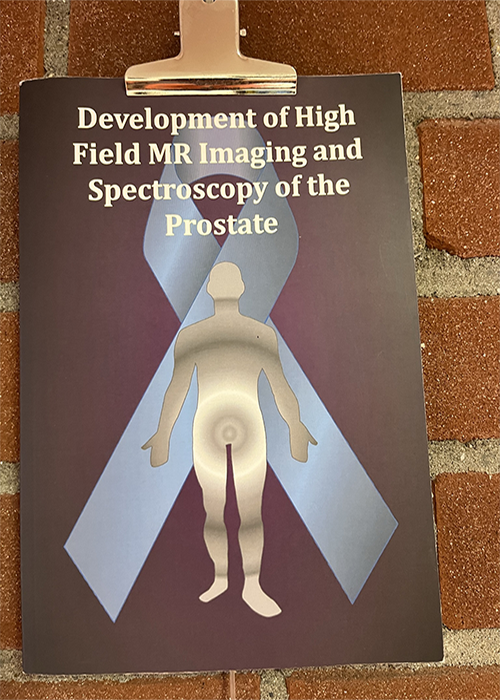 Development of High
Field MR Imaging and
Spectroscopy of the
Prostate